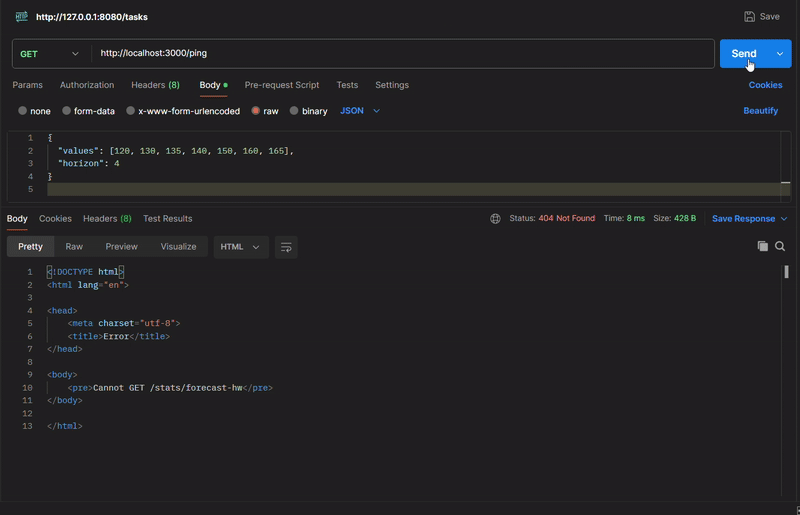 HTTP http://127.0.0.1:8080/tasks Save
GET http://localhost:3000/ping Send
Params Authorization Headers (8) Body Pre-request Script Tests Settings Cookies
none form-data x-www-form-urlencoded raw binary JSON Beautify
1 {
2 "values": [120, 130, 135, 140, 150, 160, 165],
3 "horizon": 4
4 }
5
Body Cookies Headers (8) Test Results Status: 404 Not Found Time: 8 ms Size: 428 B Save Response
Pretty Raw Preview Visualize HTML
1 <!DOCTYPE html>
2 <html lang="en">
3
4 <head>
5 <meta charset="utf-8">
6 <title>Error</title>
7 </head>
8
9 <body>
10 <pre>Cannot GET /stats/forecast-hw</pre>
11 </body>
12
13 </html>